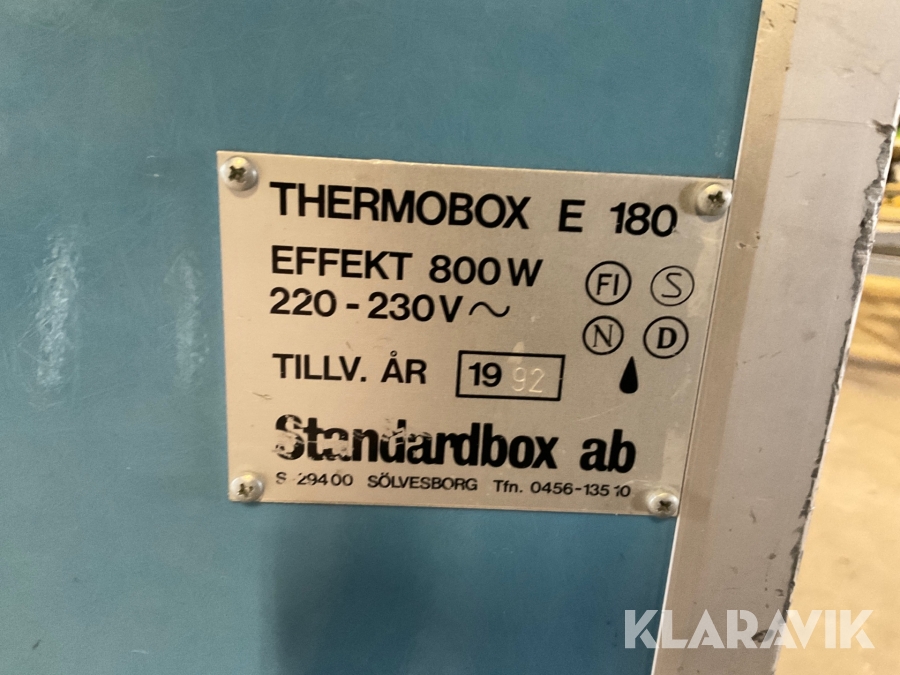 THERMOBOX E 180
EFFEKT 800 W
220 - 230 V ~
FI S
N D
TILLV. ÅR 19 92
Standardbox ab
S 294 00 SÖLVESBORG Tfn. 0456-135 10
KLARAVIK